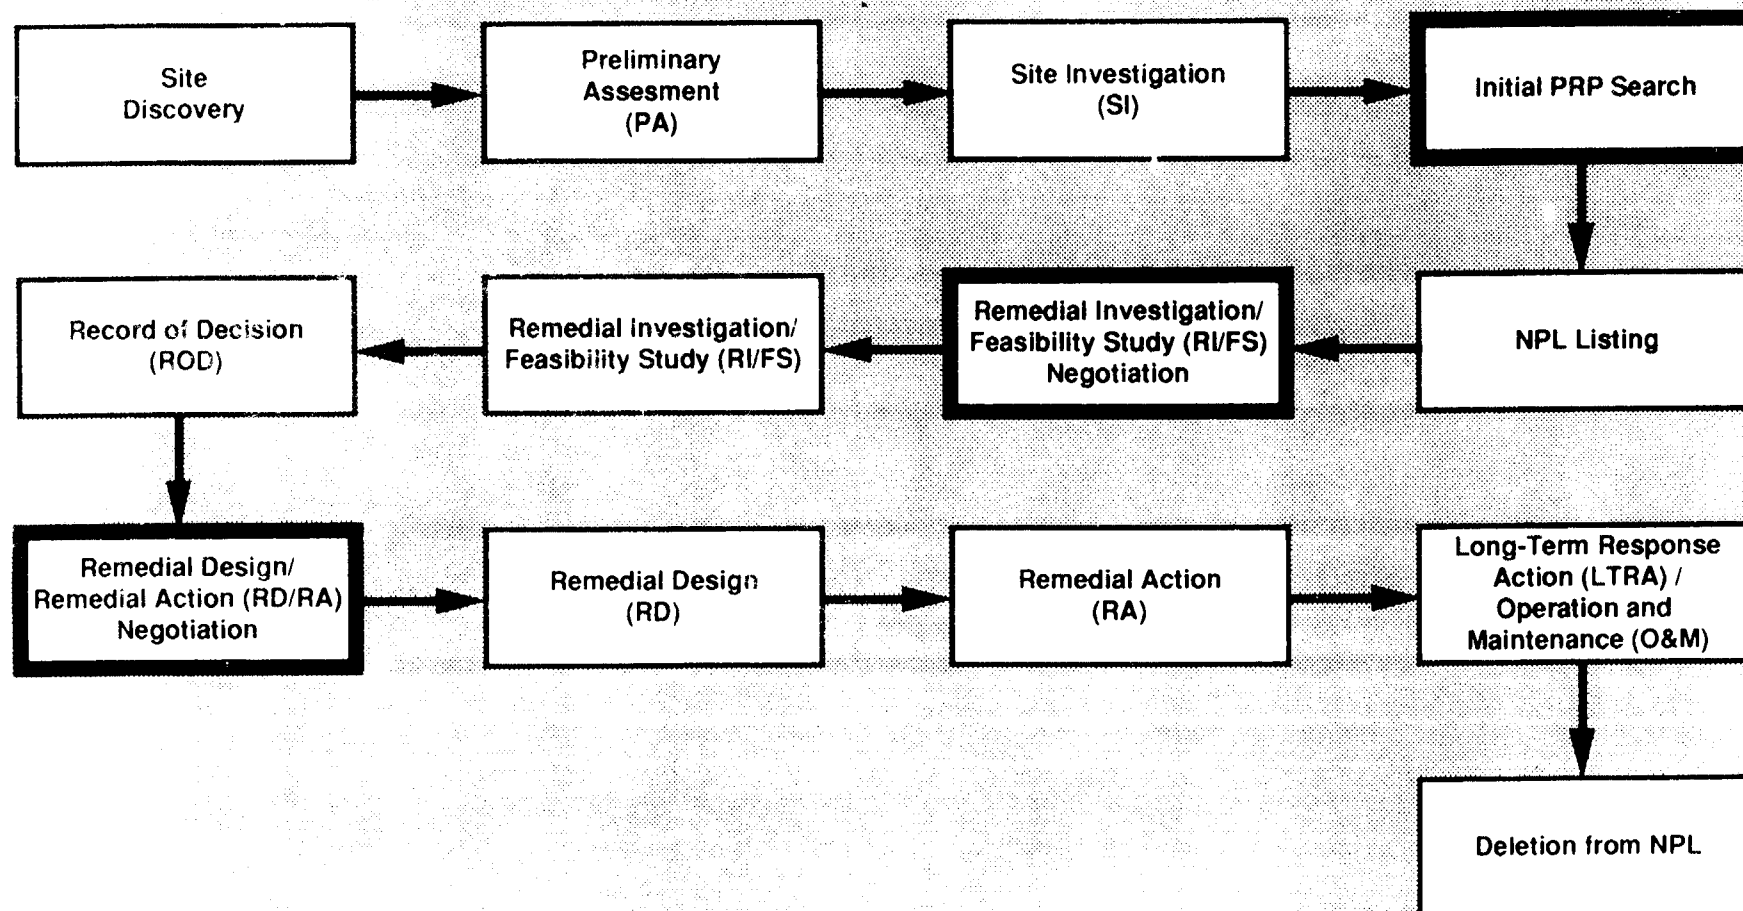 Site
Discovery
Preliminary
Assesment
(PA)
Site Investigation
(SI)
Initial PRP Search
Record of Decision
(ROD)
Remedial Investigation/
Feasibility Study (RI/FS)
Remedial Investigation/
Feasibility Study (RI/FS)
Negotiation
NPL Listing
Remedial Design/
Remedial Action (RD/RA)
Negotiation
Remedial Design
(RD)
Remedial Action
(RA)
Long-Term Response
Action (LTRA) /
Operation and
Maintenance (O&M)
Deletion from NPL